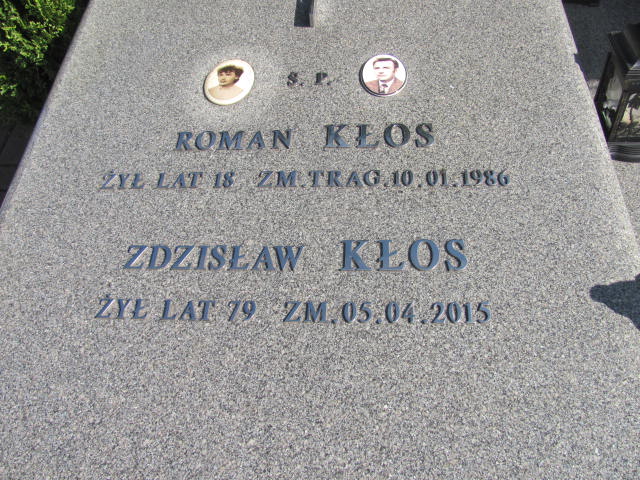 Ś. P.
ROMAN KŁOS
ŻYŁ LAT 18 ZM.TRAG.10.01.1986
ZDZISŁAW KŁOS
ŻYŁ LAT 79 ZM.05.04.2015